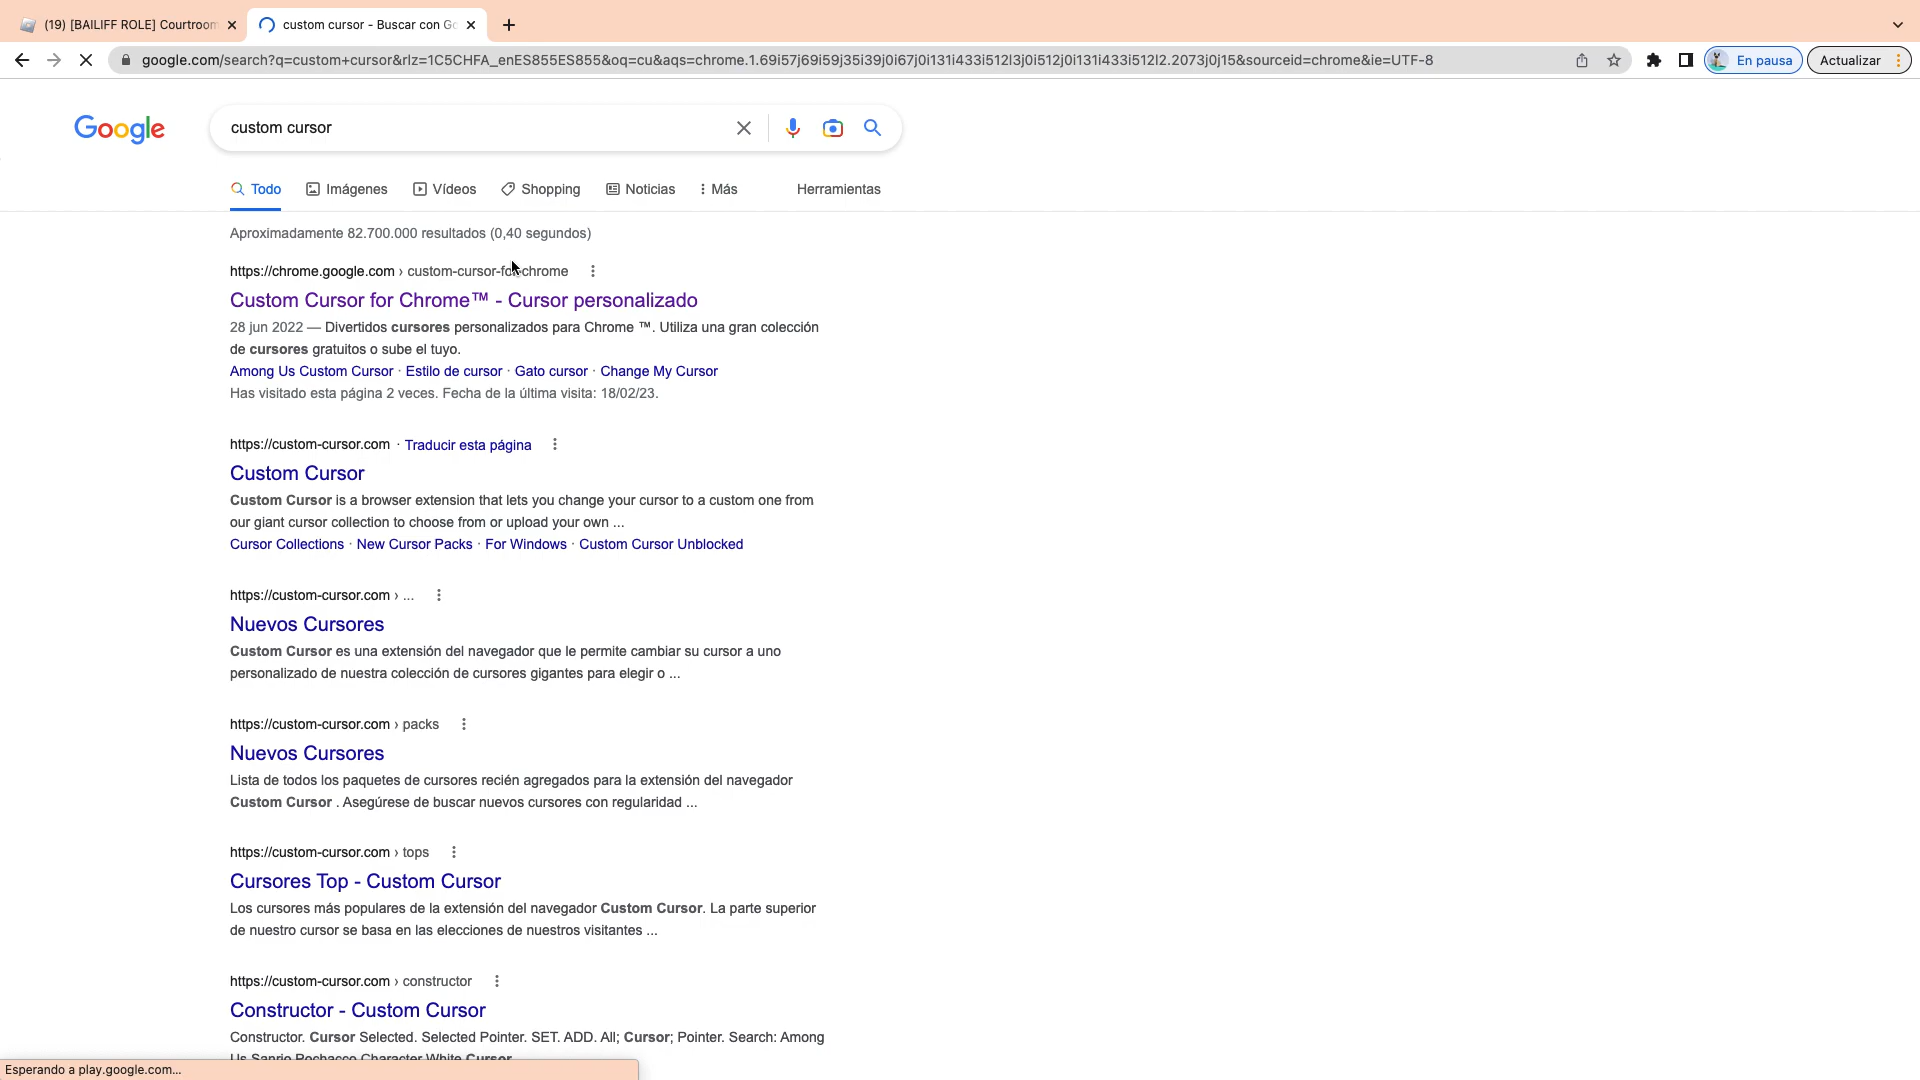 (19) [BAILIFF ROLE] Courtroom
custom cursor - Buscar con Go
google.com/search?q=custom+cursor&rlz=1C5CHFA_enES855ES855&oq=cu&aqs=chrome.1.69i57j69i59j35i39j0i67j0i131i433i512l3j0i512j0i131i433i512l2.2073j0j15&sourceid=chrome&ie=UTF-8
En pausa
Actualizar
Google
custom cursor
Todo
Imágenes
Vídeos
Shopping
Noticias
Más
Herramientas
Aproximadamente 82.700.000 resultados (0,40 segundos)
https://chrome.google.com › custom-cursor-for-chrome
Custom Cursor for Chrome™ - Cursor personalizado
28 jun 2022 — Divertidos cursores personalizados para Chrome ™. Utiliza una gran colección
de cursores gratuitos o sube el tuyo.
Among Us Custom Cursor · Estilo de cursor · Gato cursor · Change My Cursor
Has visitado esta página 2 veces. Fecha de la última visita: 18/02/23.
https://custom-cursor.com · Traducir esta página
Custom Cursor
Custom Cursor is a browser extension that lets you change your cursor to a custom one from
our giant cursor collection to choose from or upload your own ...
Cursor Collections · New Cursor Packs · For Windows · Custom Cursor Unblocked
https://custom-cursor.com › ...
Nuevos Cursores
Custom Cursor es una extensión del navegador que le permite cambiar su cursor a uno
personalizado de nuestra colección de cursores gigantes para elegir o ...
https://custom-cursor.com › packs
Nuevos Cursores
Lista de todos los paquetes de cursores recién agregados para la extensión del navegador
Custom Cursor . Asegúrese de buscar nuevos cursores con regularidad ...
https://custom-cursor.com › tops
Cursores Top - Custom Cursor
Los cursores más populares de la extensión del navegador Custom Cursor. La parte superior
de nuestro cursor se basa en las elecciones de nuestros visitantes ...
https://custom-cursor.com › constructor
Constructor - Custom Cursor
Constructor. Cursor Selected. Selected Pointer. SET. ADD. All; Cursor; Pointer. Search: Among
Us Sanrio Pochacco Character White Cursor
Esperando a play.google.com...